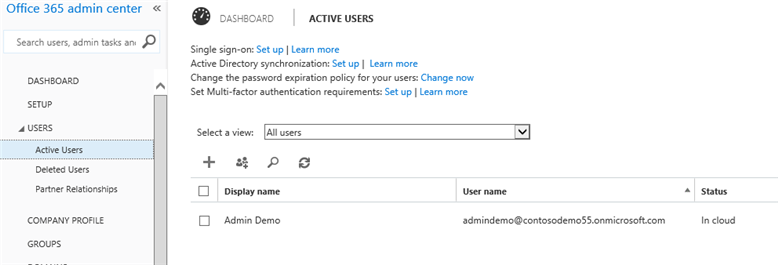 Office 365 admin center «
Search users, admin tasks and
DASHBOARD
SETUP
USERS
Active Users
Deleted Users
Partner Relationships
COMPANY PROFILE
GROUPS
DASHBOARD ACTIVE USERS
Single sign-on: Set up | Learn more
Active Directory synchronization: Set up | Learn more
Change the password expiration policy for your users: Change now
Set Multi-factor authentication requirements: Set up | Learn more
Select a view: All users
Display name User name Status
Admin Demo admindemo@contosodemo55.onmicrosoft.com In cloud